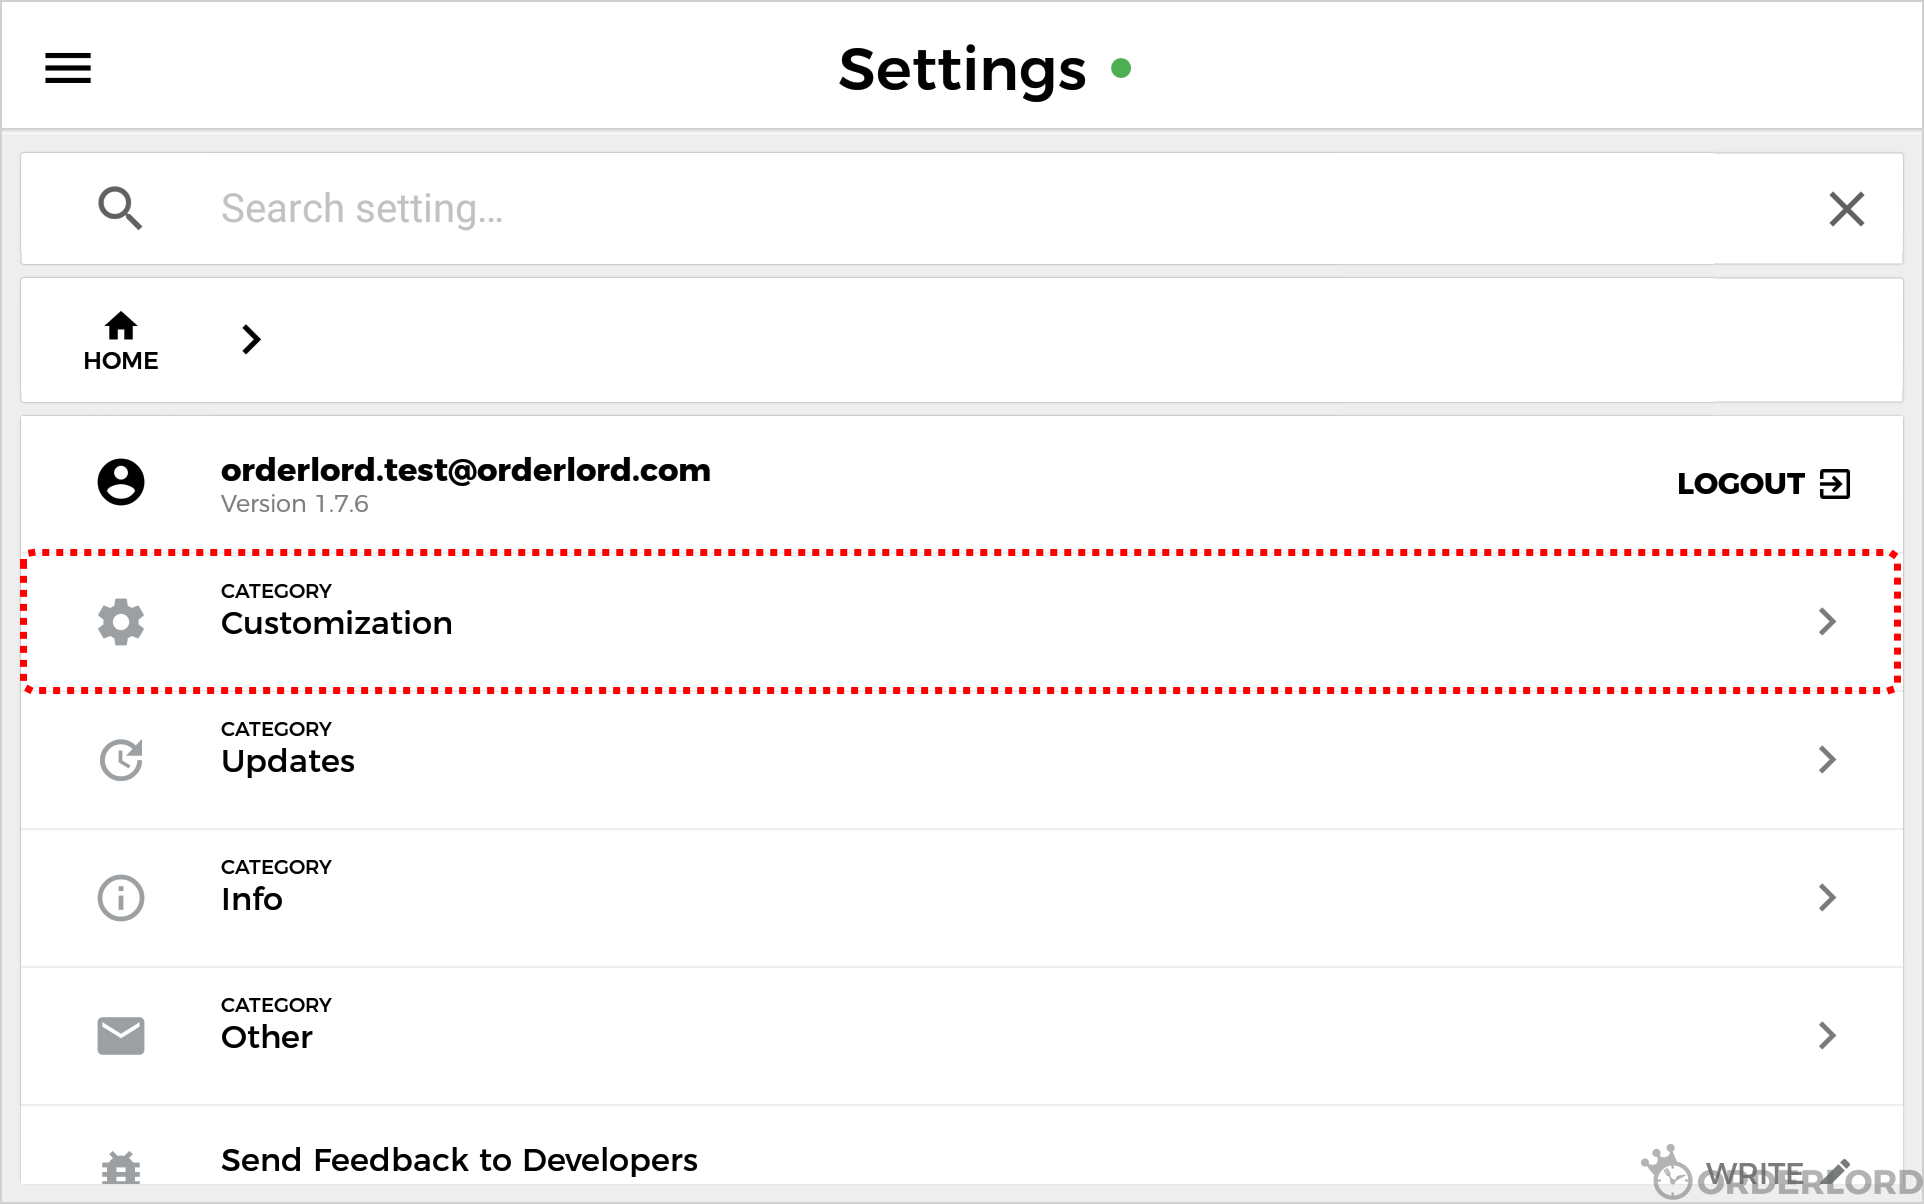 Settings
Search setting...
HOME
orderlord.test@orderlord.com
Version 1.7.6
LOGOUT
CATEGORY
Customization
CATEGORY
Updates
CATEGORY
Info
CATEGORY
Other
Send Feedback to Developers
WRITE
ORDERLORD